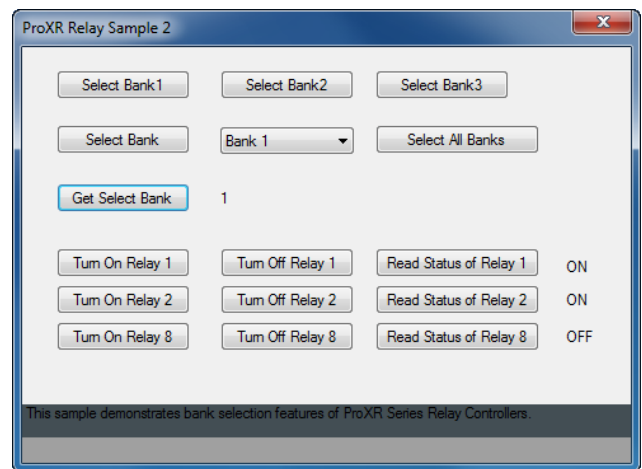 ProXR Relay Sample 2
Select Bank1 Select Bank2 Select Bank3
Select Bank Bank 1 Select All Banks
Get Select Bank 1
Turn On Relay 1 Turn Off Relay 1 Read Status of Relay 1 ON
Turn On Relay 2 Turn Off Relay 2 Read Status of Relay 2 ON
Turn On Relay 8 Turn Off Relay 8 Read Status of Relay 8 OFF
This sample demonstrates bank selection features of ProXR Series Relay Controllers.